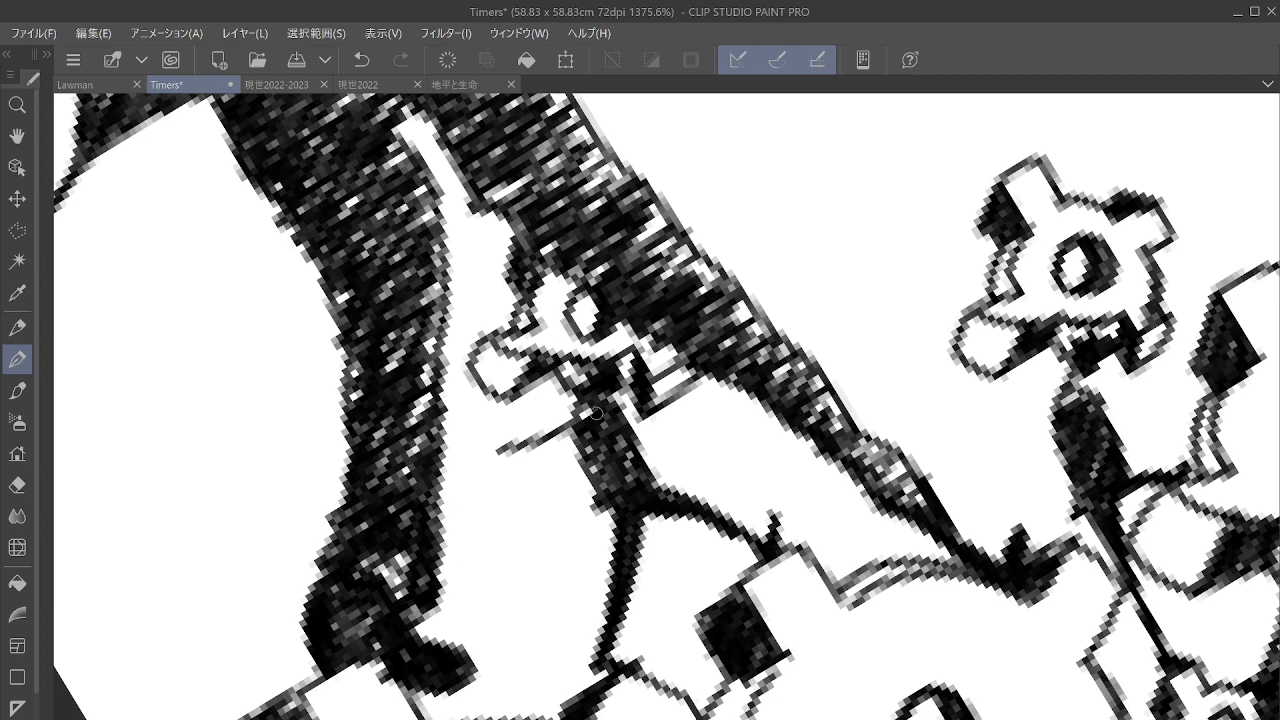 Timers* (58.83 x 58.83cm 72dpi 1375.6%) - CLIP STUDIO PAINT PRO
ファイル(F) 編集(E) アニメーション(A) レイヤー(L) 選択範囲(S) 表示(V) フィルター(I) ウィンドウ(W) ヘルプ(H)
Lawman Timers* 現世2022-2023 現世2022 地平と生命